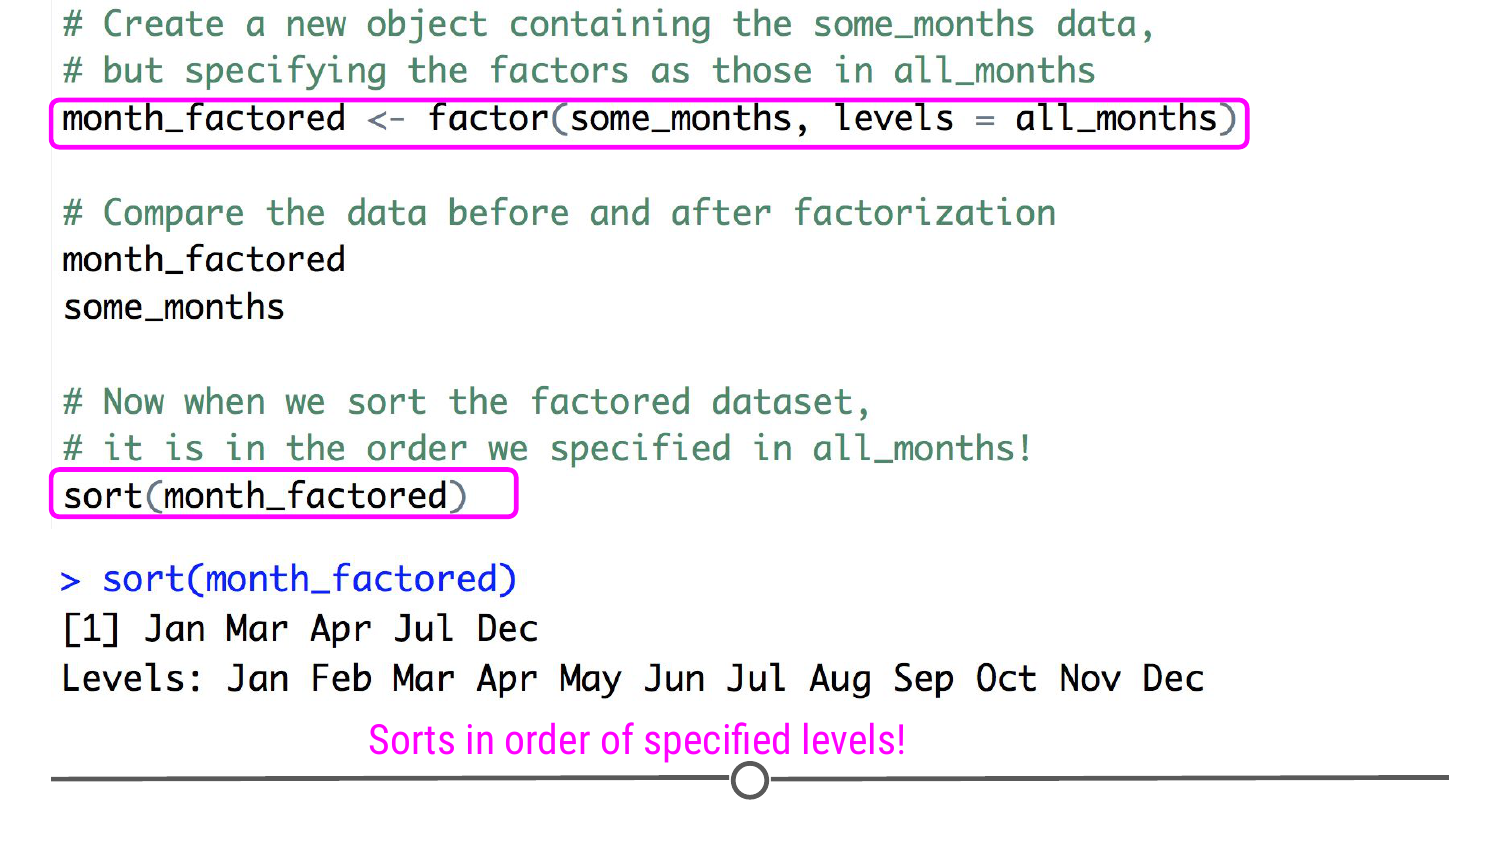 # Create a new object containing the some_months data,
# but specifying the factors as those in all_months
month_factored <- factor(some_months, levels = all_months)
# Compare the data before and after factorization
month_factored
some_months
# Now when we sort the factored dataset,
# it is in the order we specified in all_months!
sort(month_factored)
> sort(month_factored)
[1] Jan Mar Apr Jul Dec
Levels: Jan Feb Mar Apr May Jun Jul Aug Sep Oct Nov Dec
Sorts in order of specified levels!